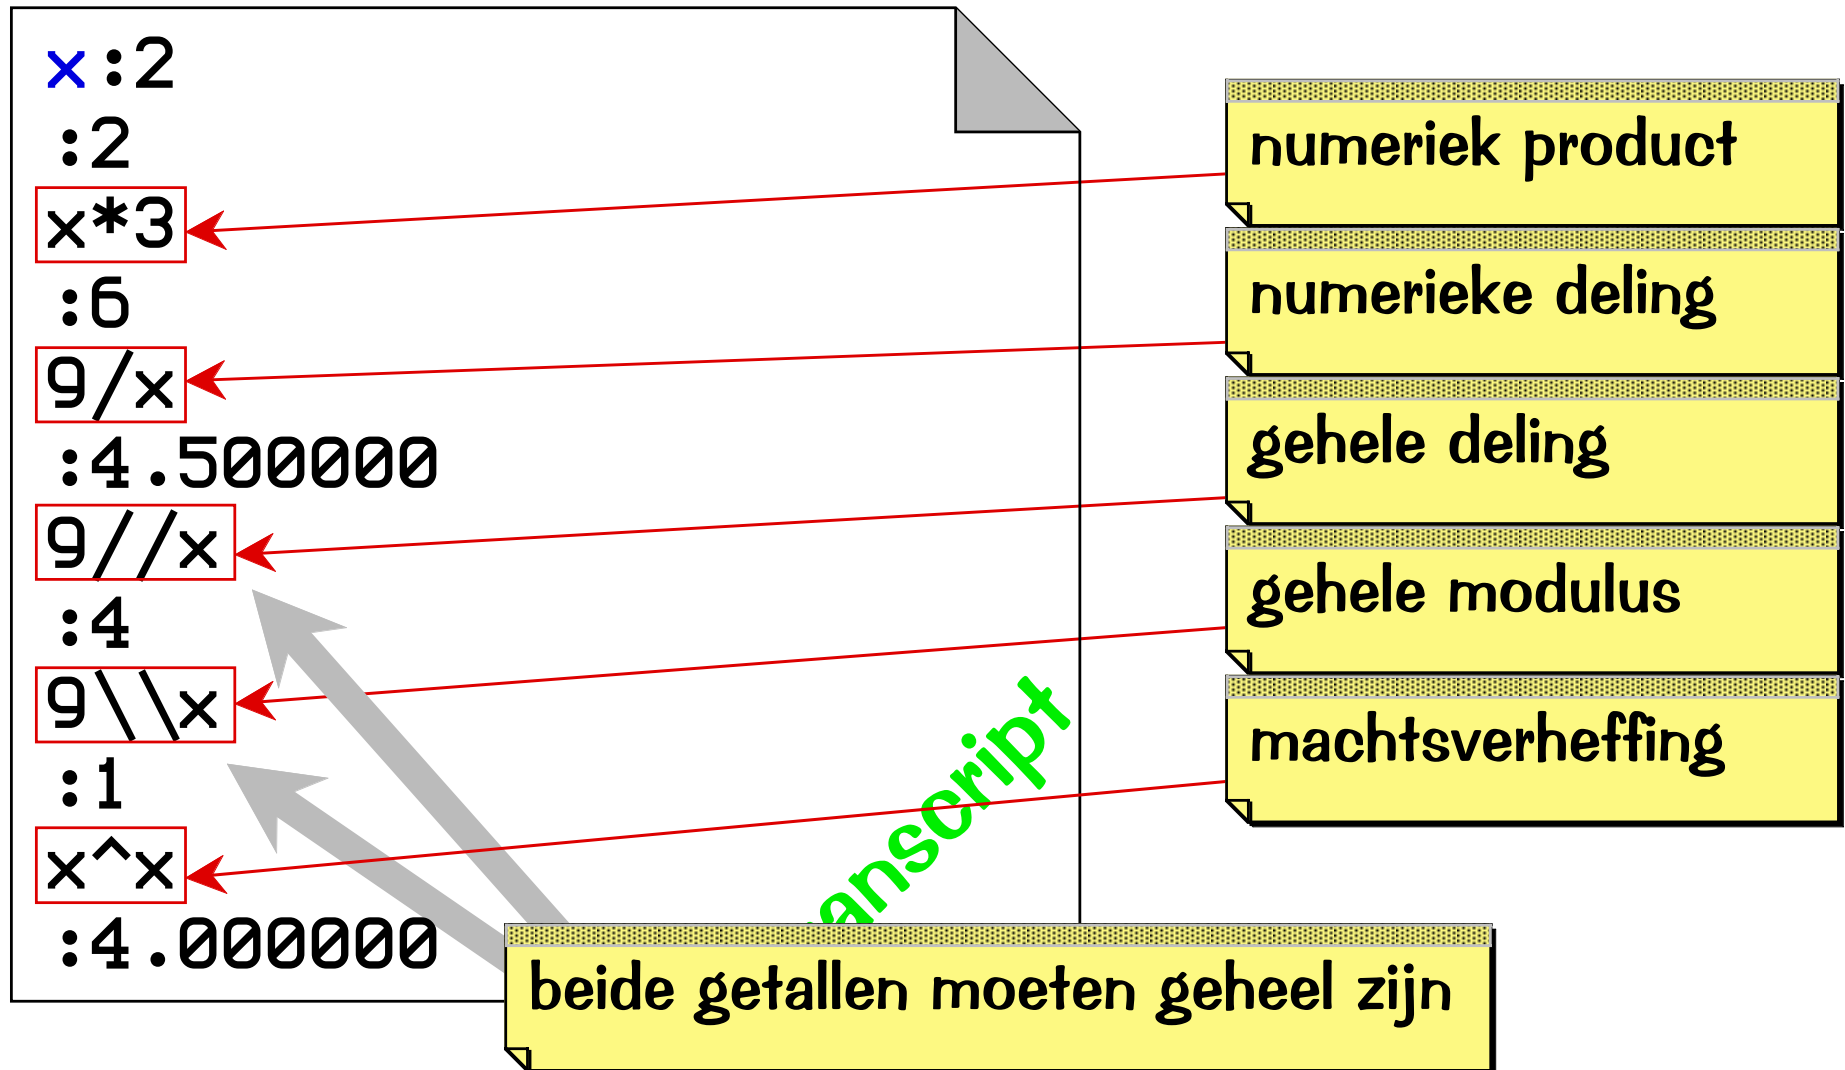 x:2
:2
x*3
:6
9/x
:4.500000
9//x
:4
9\\x
:1
x^x
:4.000000
numeriek product
numerieke deling
gehele deling
gehele modulus
machtsverheffing
beide getallen moeten geheel zijn